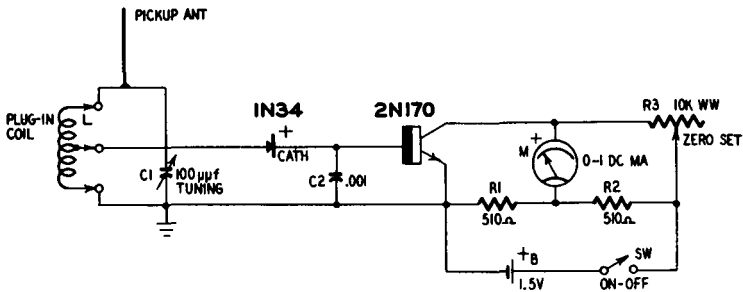 PICKUP ANT
1N34
2N170
R3 10K WW
PLUG-IN
COIL
L
+
CATH
+
M
0-1 DC MA
ZERO SET
C1
100 µµf
TUNING
C2
.001
R1
510Ω
R2
510Ω
+
B
1.5V
SW
ON-OFF